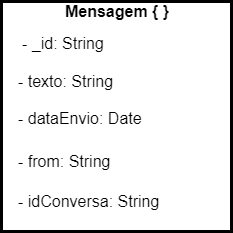 Mensagem { }
- _id: String
- texto: String
- dataEnvio: Date
- from: String
- idConversa: String